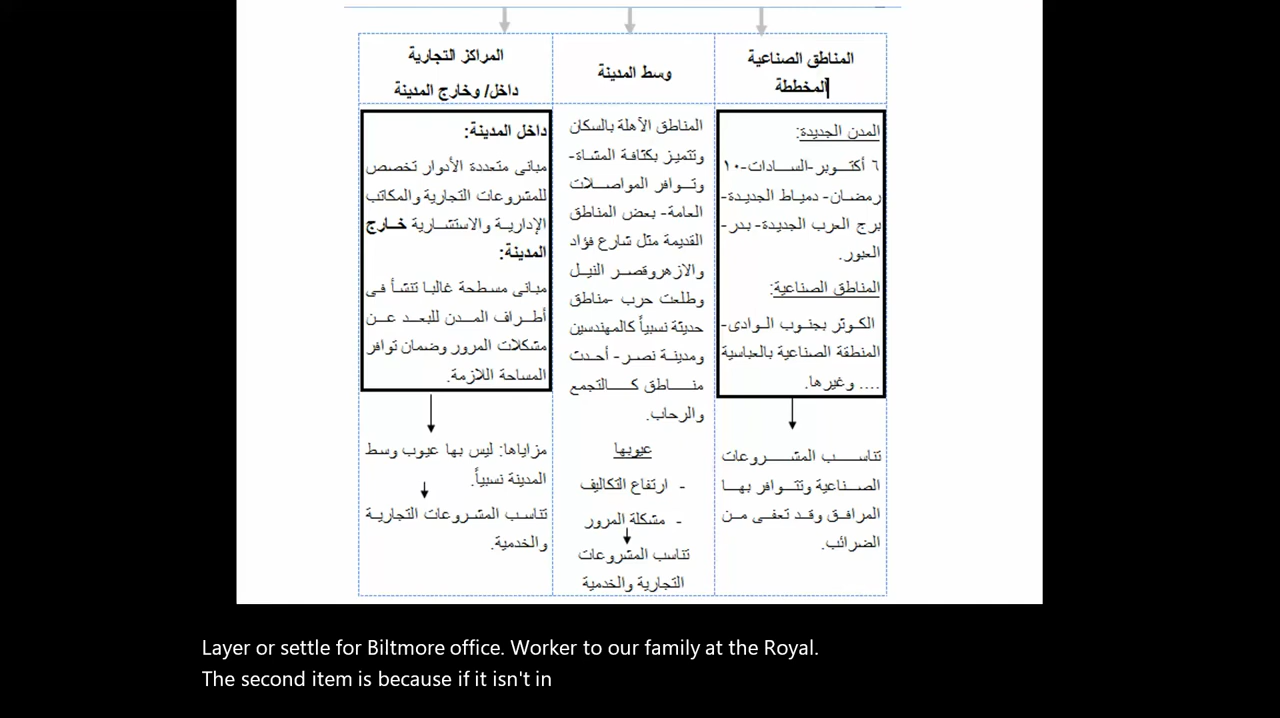 المناطق الصناعية
المخططة
المدن الجديدة:
٦ أكتوبر-السادات-١٠
رمضان- دمياط الجديدة-
برج العرب الجديدة- بدر-
العبور.
المناطق الصناعية:
الكوثر بجنوب الوادى-
المنطقة الصناعية بالعباسية
.... وغيرها.
تناسب المشروعات
الصناعية وتتوافر بها
المرافق وقد تعفى من
الضرائب.
وسط المدينة
المناطق الآهلة بالسكان
وتتميز بكثافة المشاة-
وتوافر المواصلات
العامة- بعض المناطق
القديمة مثل شارع فؤاد
والازهروقصر النيل
وطلعت حرب -مناطق
حديثة نسبياً كالمهندسين
ومدينة نصر- أحدث
مناطق كالتجمع
والرحاب.
عيوبها
- ارتفاع التكاليف
- مشكلة المرور
تناسب المشروعات
التجارية والخدمية
المراكز التجارية
داخل/ وخارج المدينة
داخل المدينة:
مبانى متعددة الأدوار تخصص
للمشروعات التجارية والمكاتب
الإدارية والاستشارية خارج
المدينة:
مبانى مسطحة غالبا تنشأ فى
أطراف المدن للبعد عن
مشكلات المرور وضمان توافر
المساحة اللازمة.
مزاياها: ليس بها عيوب وسط
المدينة نسبياً.
تناسب المشروعات التجارية
والخدمية.
Layer or settle for Biltmore office. Worker to our family at the Royal.
The second item is because if it isn't in